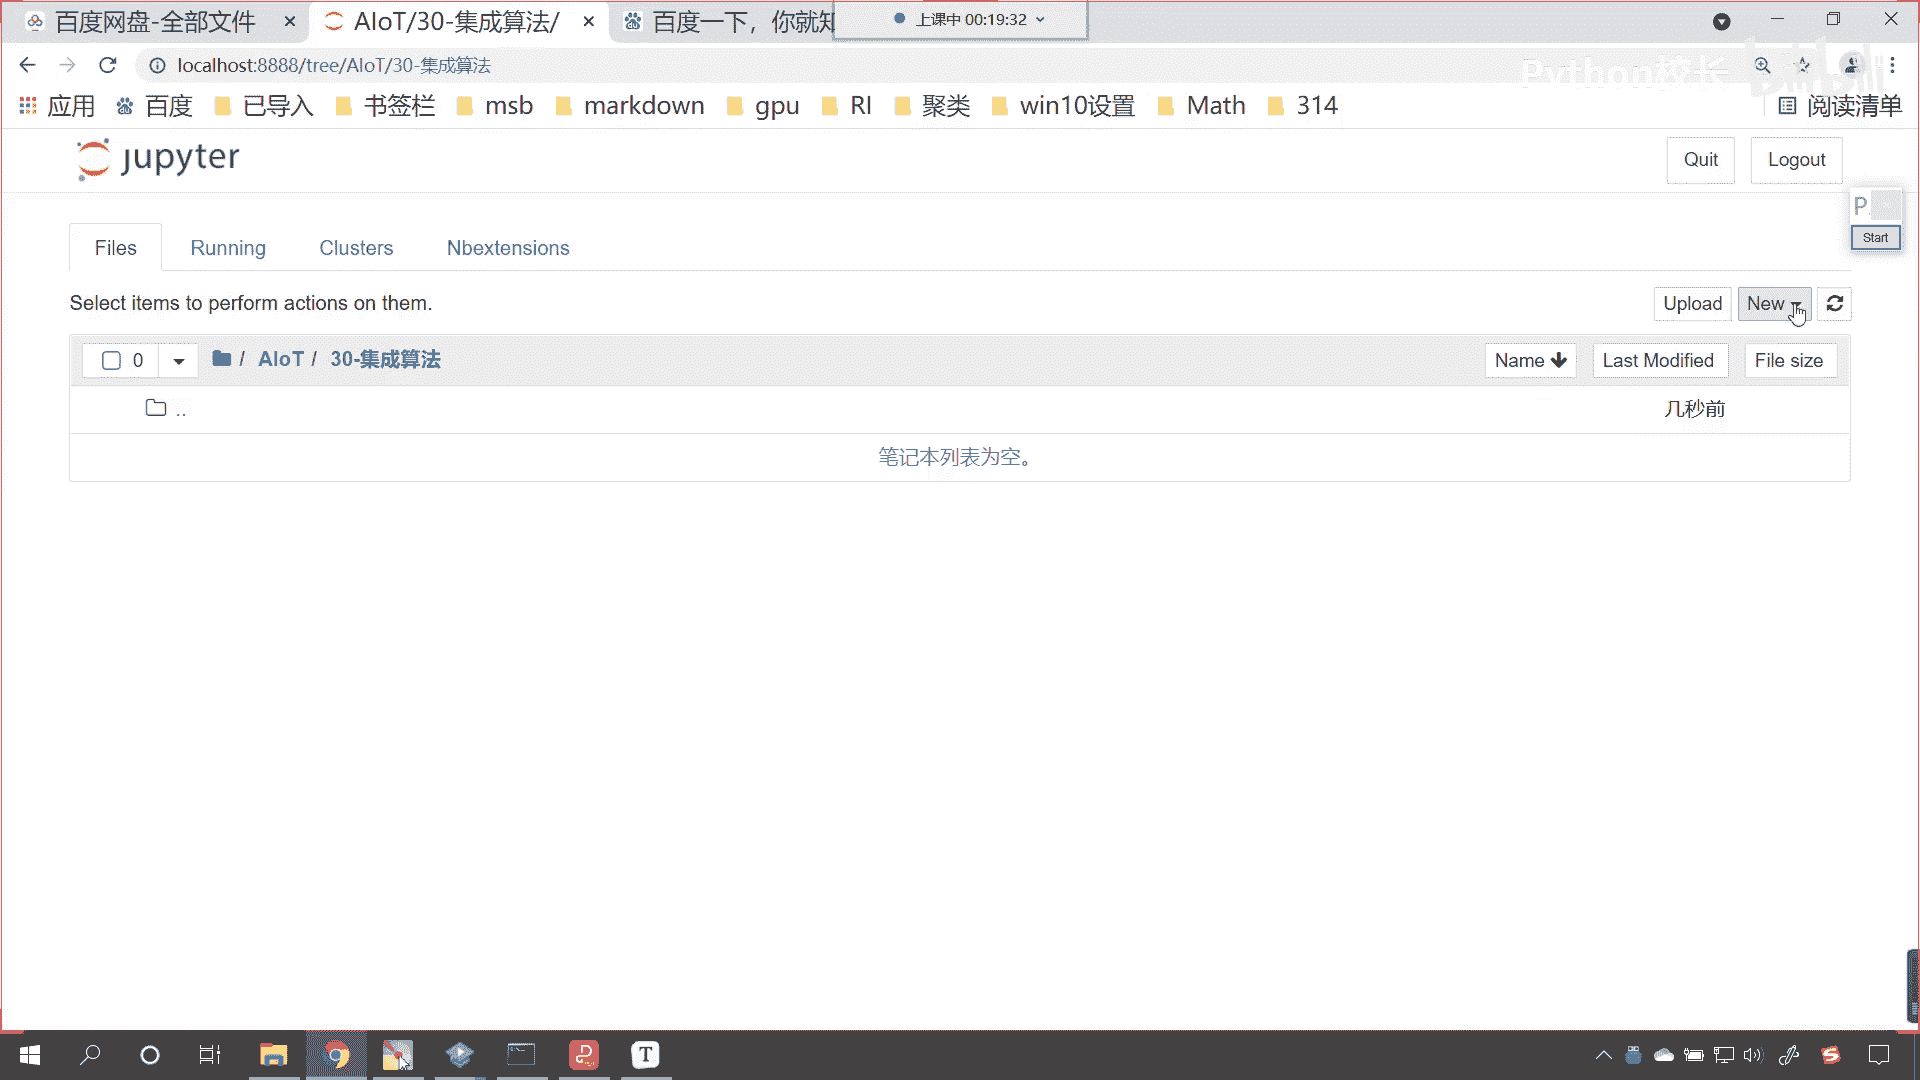 百度网盘-全部文件
AIoT/30-集成算法/
百度一下，你就知
上课中 00:19:32
localhost:8888/tree/AIoT/30-集成算法
Python校长
bilibili
应用 百度 已导入 书签栏 msb markdown gpu RI 聚类 win10设置 Math 314 阅读清单
jupyter
Quit Logout
P
Start
Files Running Clusters Nbextensions
Select items to perform actions on them.
Upload New
0 / AIoT / 30-集成算法
Name Last Modified File size
.. 几秒前
笔记本列表为空。